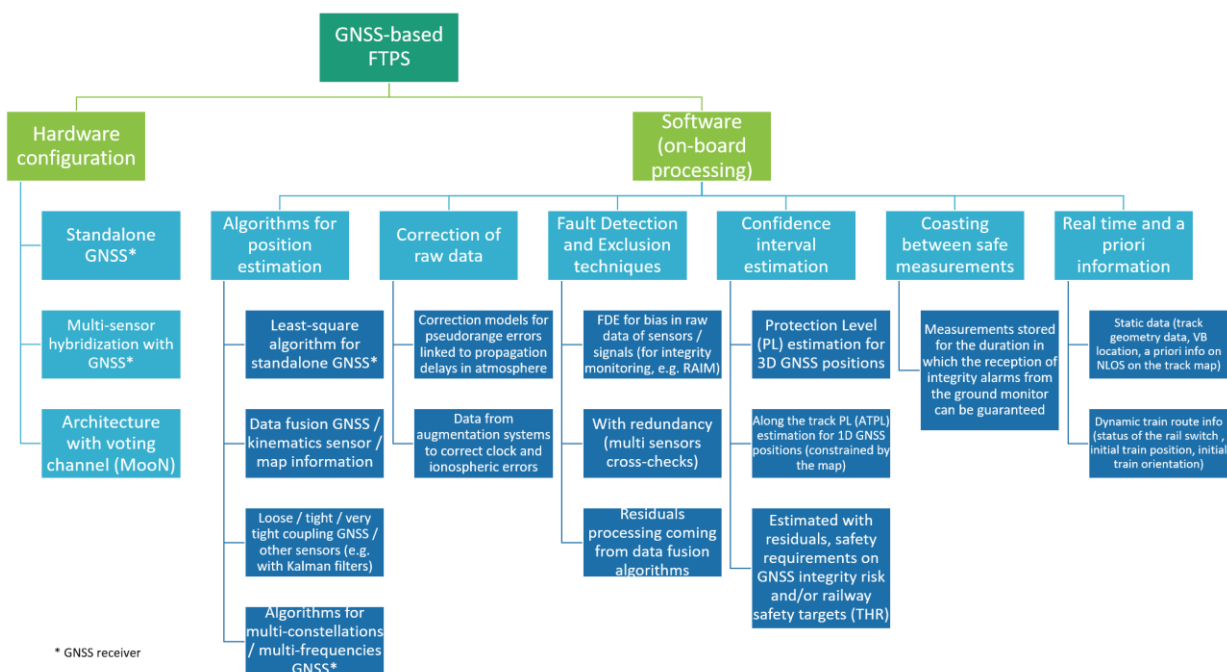 GNSS-based
FTPS
Hardware
configuration
Software
(on-board
processing)
Standalone
GNSS*
Multi-sensor
hybridization with
GNSS*
Architecture
with voting
channel (MooN)
Algorithms for
position
estimation
Least-square
algorithm for
standalone GNSS*
Data fusion GNSS /
kinematics sensor /
map information
Loose / tight / very
tight coupling GNSS /
other sensors (e.g.
with Kalman filters)
Algorithms for
multi-constellations
/ multi-frequencies
GNSS*
Correction of
raw data
Correction models for
pseudorange errors
linked to propagation
delays in atmosphere
Data from
augmentation systems
to correct clock and
ionospheric errors
Fault Detection
and Exclusion
techniques
FDE for bias in raw
data of sensors /
signals (for integrity
monitoring, e.g. RAIM)
With redundancy
(multi sensors
cross-checks)
Residuals
processing coming
from data fusion
algorithms
Confidence
interval
estimation
Protection Level
(PL) estimation for
3D GNSS positions
Along the track PL (ATPL)
estimation for 1D GNSS
positions (constrained by
the map)
Estimated with
residuals, safety
requirements on
GNSS integrity risk
and/or railway
safety targets (THR)
Coasting
between safe
measurements
Measurements stored
for the duration in
which the reception of
integrity alarms from
the ground monitor
can be guaranteed
Real time and a
priori
information
Static data (track
geometry data, VB
location, a priori info on
NLOS on the track map)
Dynamic train route info
(status of the rail switch ,
initial train position, initial
train orientation)
* GNSS receiver